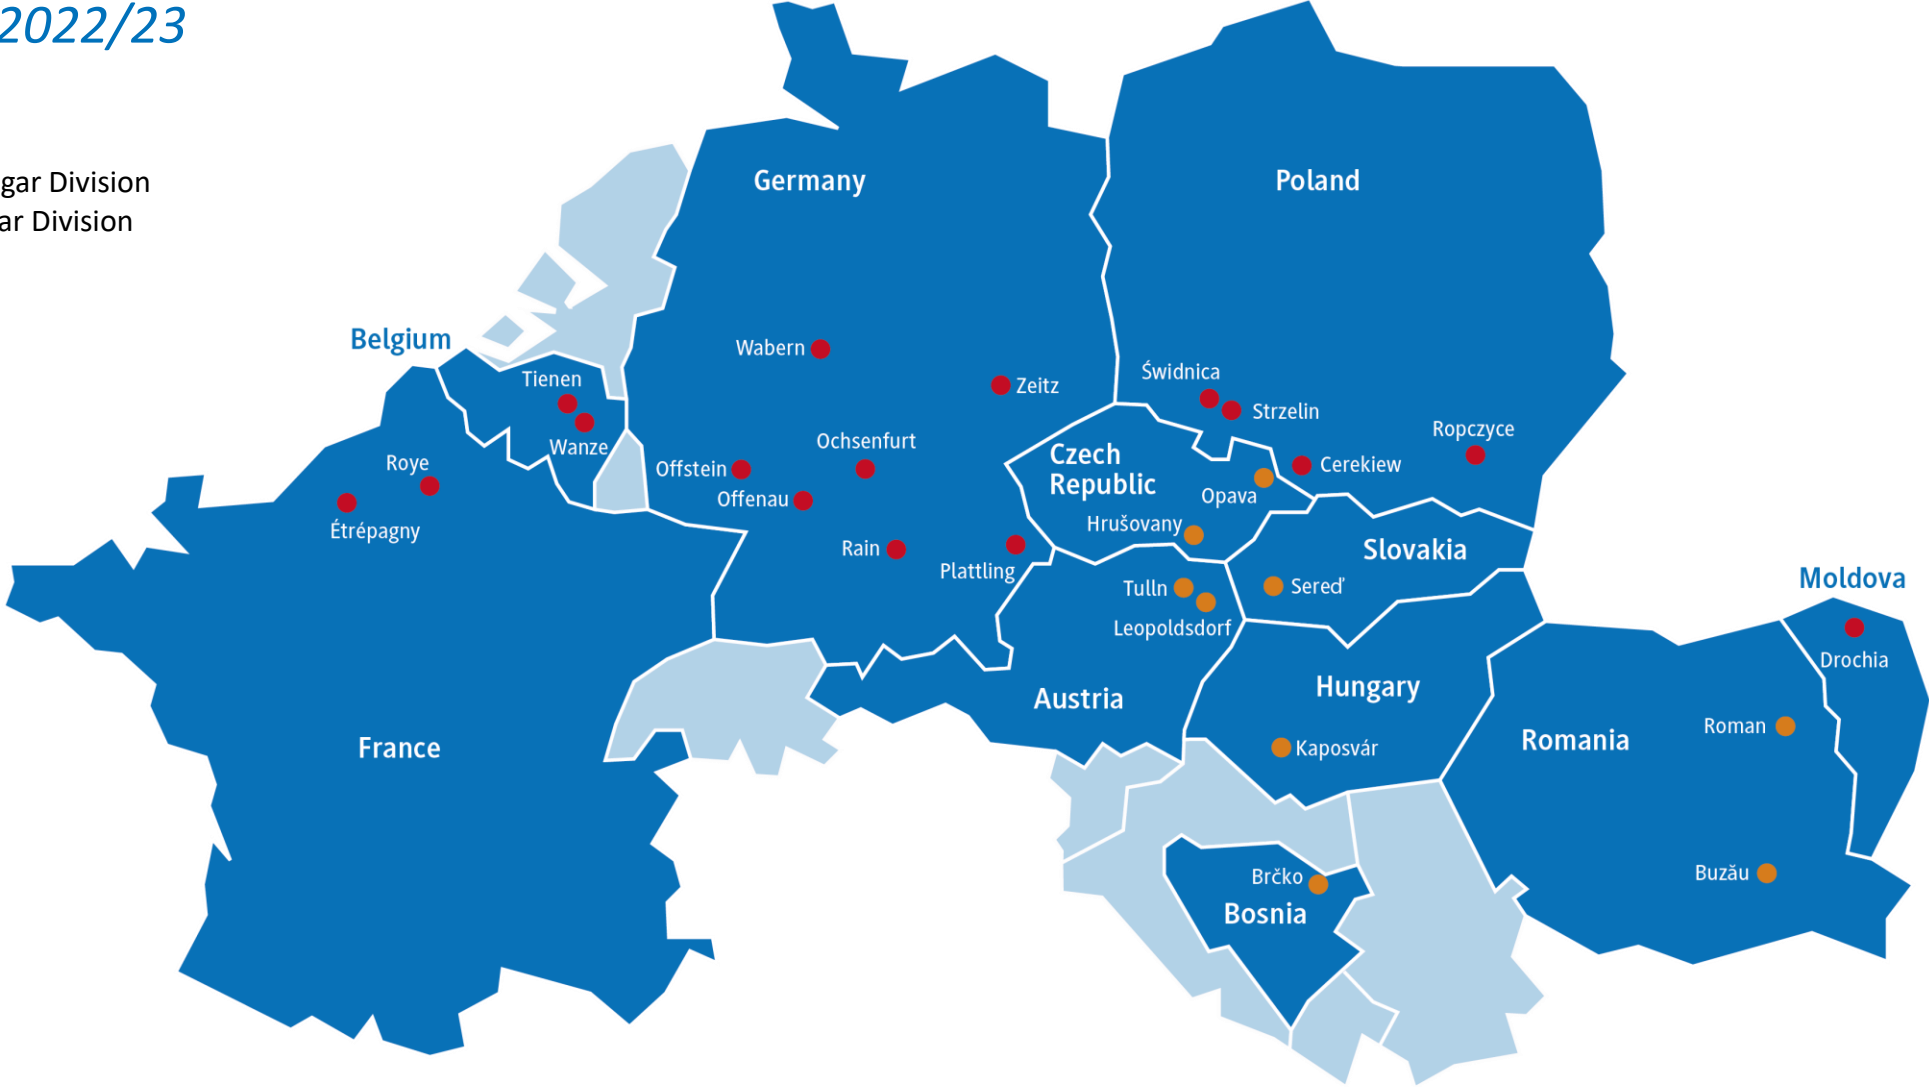 2022/23
gar Division
ar Division
Germany
Poland
Belgium
Wabern
Tienen
Świdnica
Zeitz
Strzelin
Ropczyce
Ochsenfurt
Wanze
Czech
Republic
Roye
Offstein
Cerekiew
Offenau
Opava
Étrépagny
Hrušovany
Rain
Slovakia
Plattling
Moldova
Tulln
Sereď
Leopoldsdorf
Drochia
Hungary
Austria
Roman
Romania
France
Kaposvár
Buzău
Brčko
Bosnia